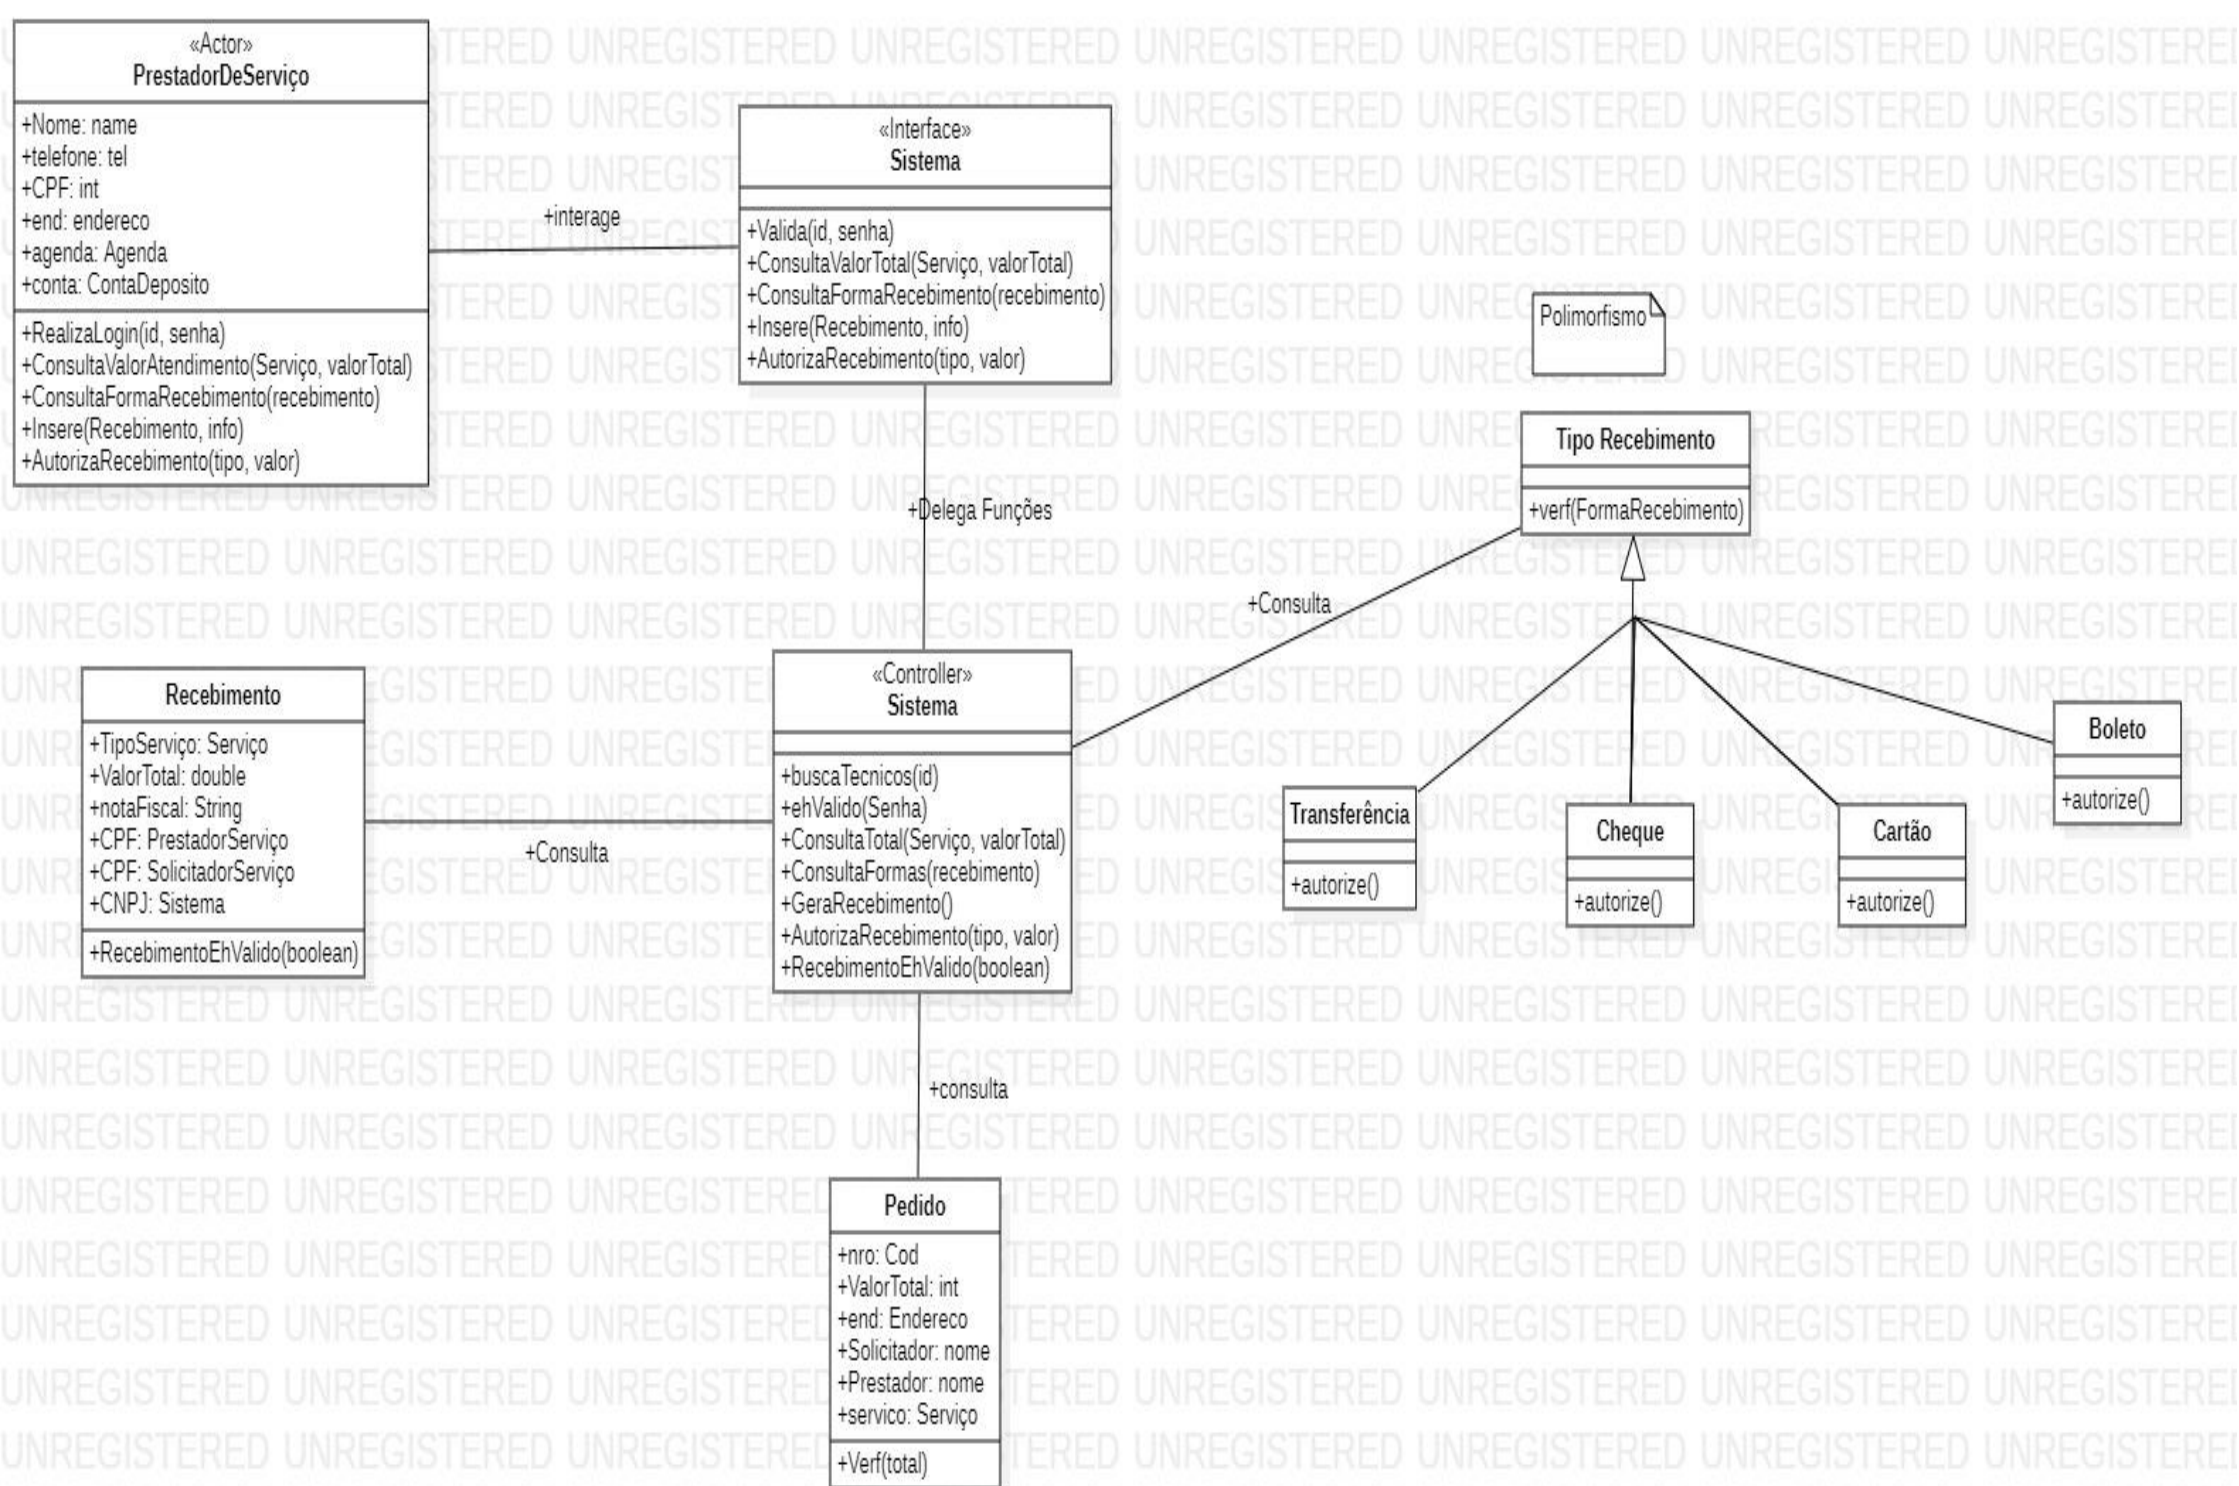 «Actor»
PrestadorDeServiço
+Nome: name
+telefone: tel
+CPF: int
+end: endereco
+agenda: Agenda
+conta: ContaDeposito
+RealizaLogin(id, senha)
+ConsultaValorAtendimento(Serviço, valorTotal)
+ConsultaFormaRecebimento(recebimento)
+Insere(Recebimento, info)
+AutorizaRecebimento(tipo, valor)
+interage
«Interface»
Sistema
+Valida(id, senha)
+ConsultaValorTotal(Serviço, valorTotal)
+ConsultaFormaRecebimento(recebimento)
+Insere(Recebimento, info)
+AutorizaRecebimento(tipo, valor)
Polimorfismo
Tipo Recebimento
+verf(FormaRecebimento)
+Delega Funções
+Consulta
Recebimento
+TipoServiço: Serviço
+ValorTotal: double
+notaFiscal: String
+CPF: PrestadorServiço
+CPF: SolicitadorServiço
+CNPJ: Sistema
+RecebimentoEhValido(boolean)
+Consulta
«Controller»
Sistema
+buscaTecnicos(id)
+ehValido(Senha)
+ConsultaTotal(Serviço, valorTotal)
+ConsultaFormas(recebimento)
+GeraRecebimento()
+AutorizaRecebimento(tipo, valor)
+RecebimentoEhValido(boolean)
Transferência
+autorize()
Cheque
+autorize()
Cartão
+autorize()
Boleto
+autorize()
+consulta
Pedido
+nro: Cod
+ValorTotal: int
+end: Endereco
+Solicitador: nome
+Prestador: nome
+servico: Serviço
+Verf(total)
UNREGISTERED